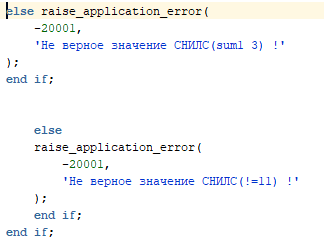 else raise_application_error(
-20001,
'Не верное значение СНИЛС(sum1 3) !'
);
end if;
else
raise_application_error(
-20001,
'Не верное значение СНИЛС(!=11) !'
);
end if;
end if;